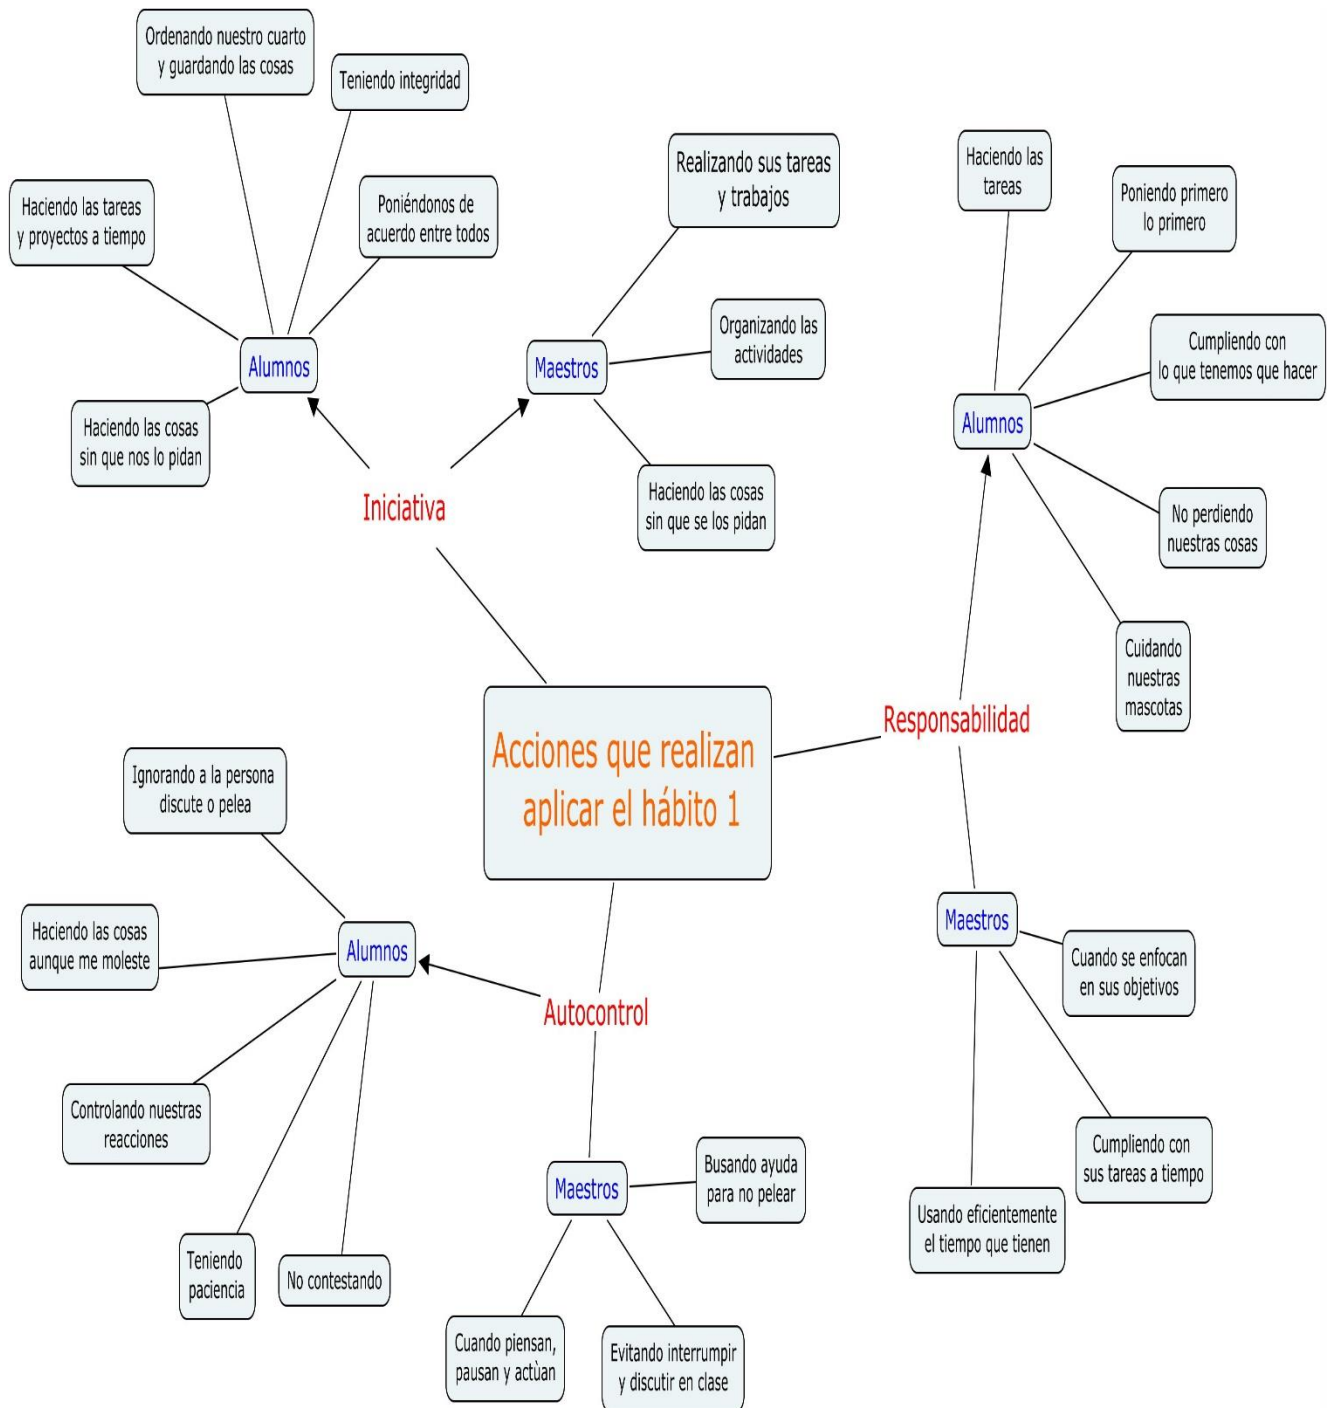 Ordenando nuestro cuarto
y guardando las cosas
Teniendo integridad
Haciendo las tareas
y proyectos a tiempo
Poniéndonos de
acuerdo entre todos
Alumnos
Haciendo las cosas
sin que nos lo pidan
Realizando sus tareas
y trabajos
Organizando las
actividades
Maestros
Haciendo las cosas
sin que se los pidan
Iniciativa
Haciendo las
tareas
Poniendo primero
lo primero
Cumpliendo con
lo que tenemos que hacer
Alumnos
No perdiendo
nuestras cosas
Cuidando
nuestras
mascotas
Responsabilidad
Acciones que realizan
aplicar el hábito 1
Maestros
Cuando se enfocan
en sus objetivos
Cumpliendo con
sus tareas a tiempo
Usando eficientemente
el tiempo que tienen
Ignorando a la persona
discute o pelea
Haciendo las cosas
aunque me moleste
Alumnos
Controlando nuestras
reacciones
Teniendo
paciencia
No contestando
Autocontrol
Maestros
Busando ayuda
para no pelear
Cuando piensan,
pausan y actùan
Evitando interrumpir
y discutir en clase